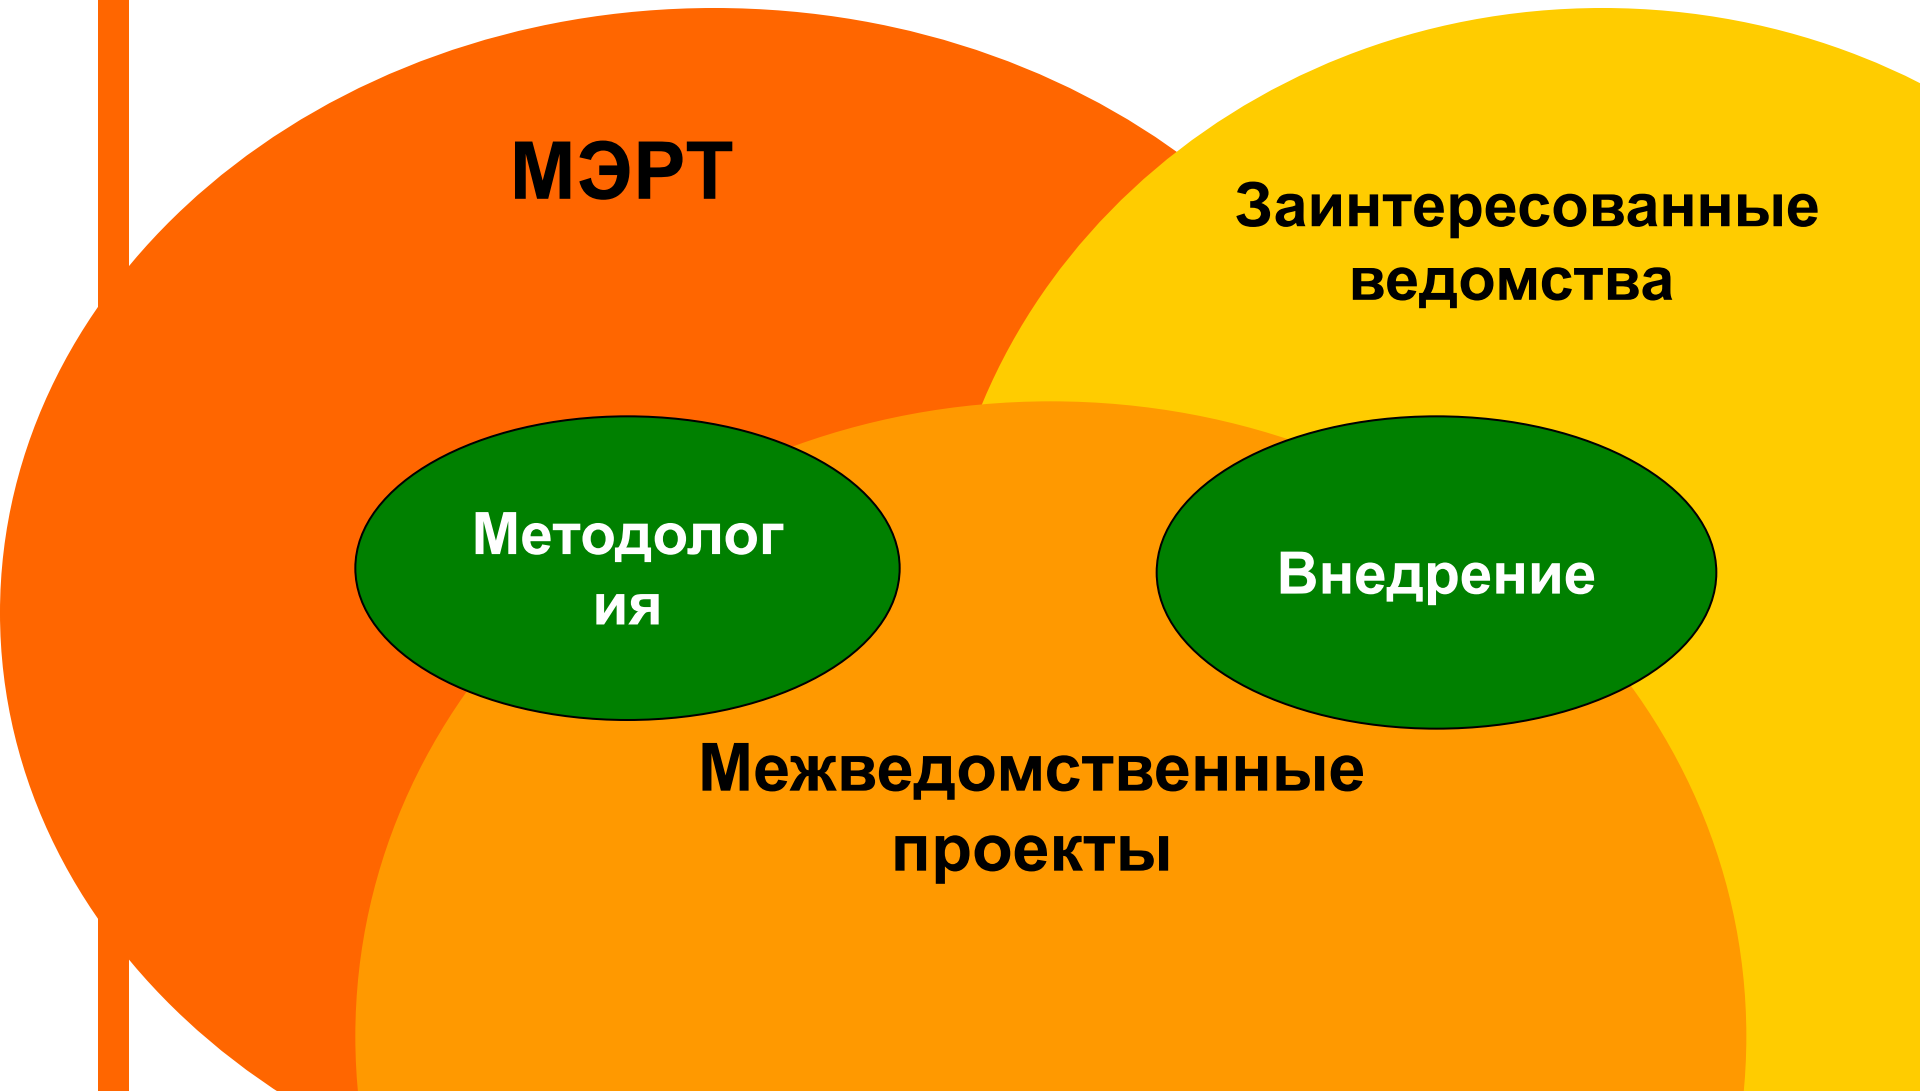 МЭРТ
Заинтересованные
ведомства
Методолог
ия
Внедрение
Межведомственные
проекты